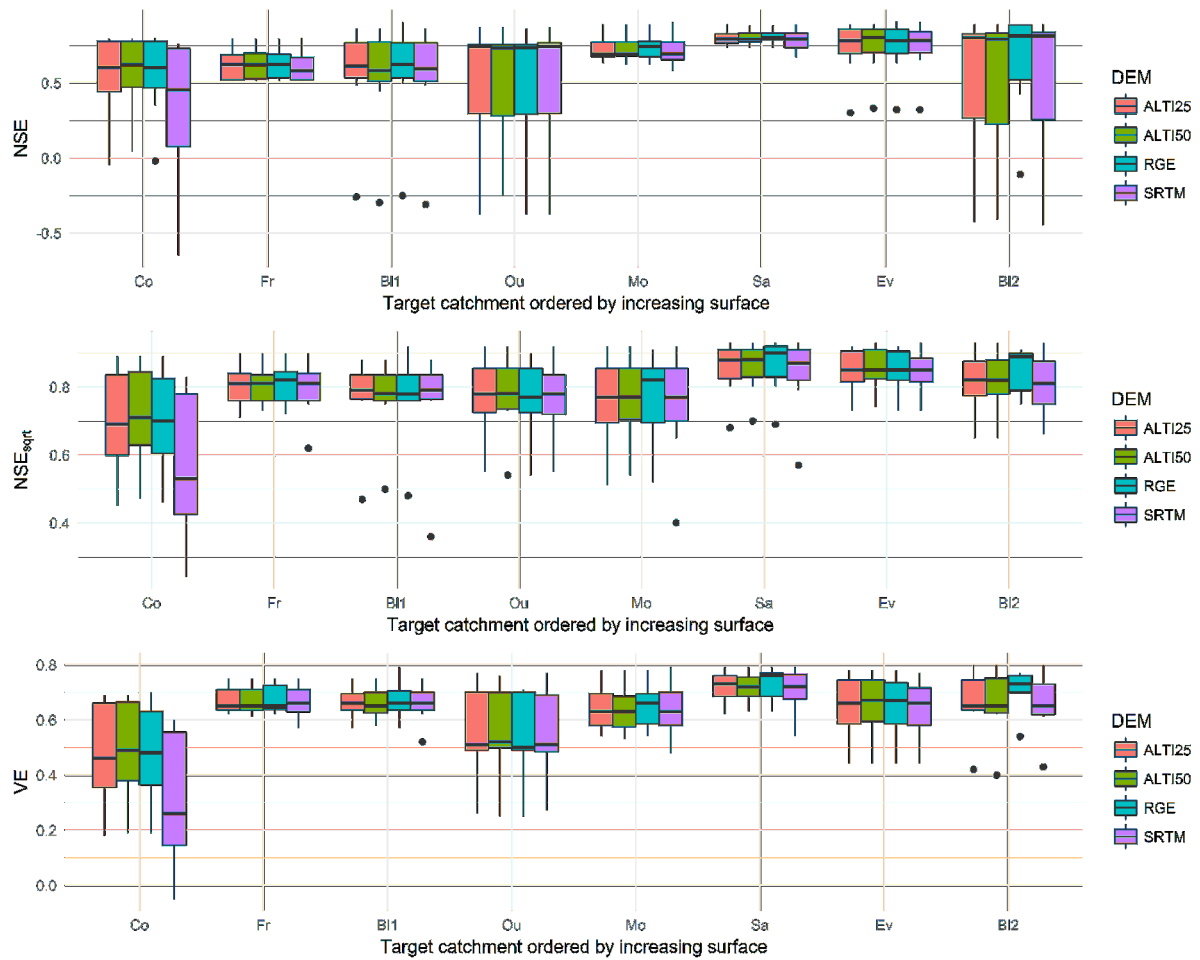 NSE
0.5
0.0
-0.5
Co Fr Bl1 Ou Mo Sa Ev Bl2
Target catchment ordered by increasing surface
DEM
ALTI25
ALTI50
RGE
SRTM
NSEsqrt
0.8
0.6
0.4
Co Fr Bl1 Ou Mo Sa Ev Bl2
Target catchment ordered by increasing surface
DEM
ALTI25
ALTI50
RGE
SRTM
VE
0.8
0.6
0.4
0.2
0.0
Co Fr Bl1 Ou Mo Sa Ev Bl2
Target catchment ordered by increasing surface
DEM
ALTI25
ALTI50
RGE
SRTM